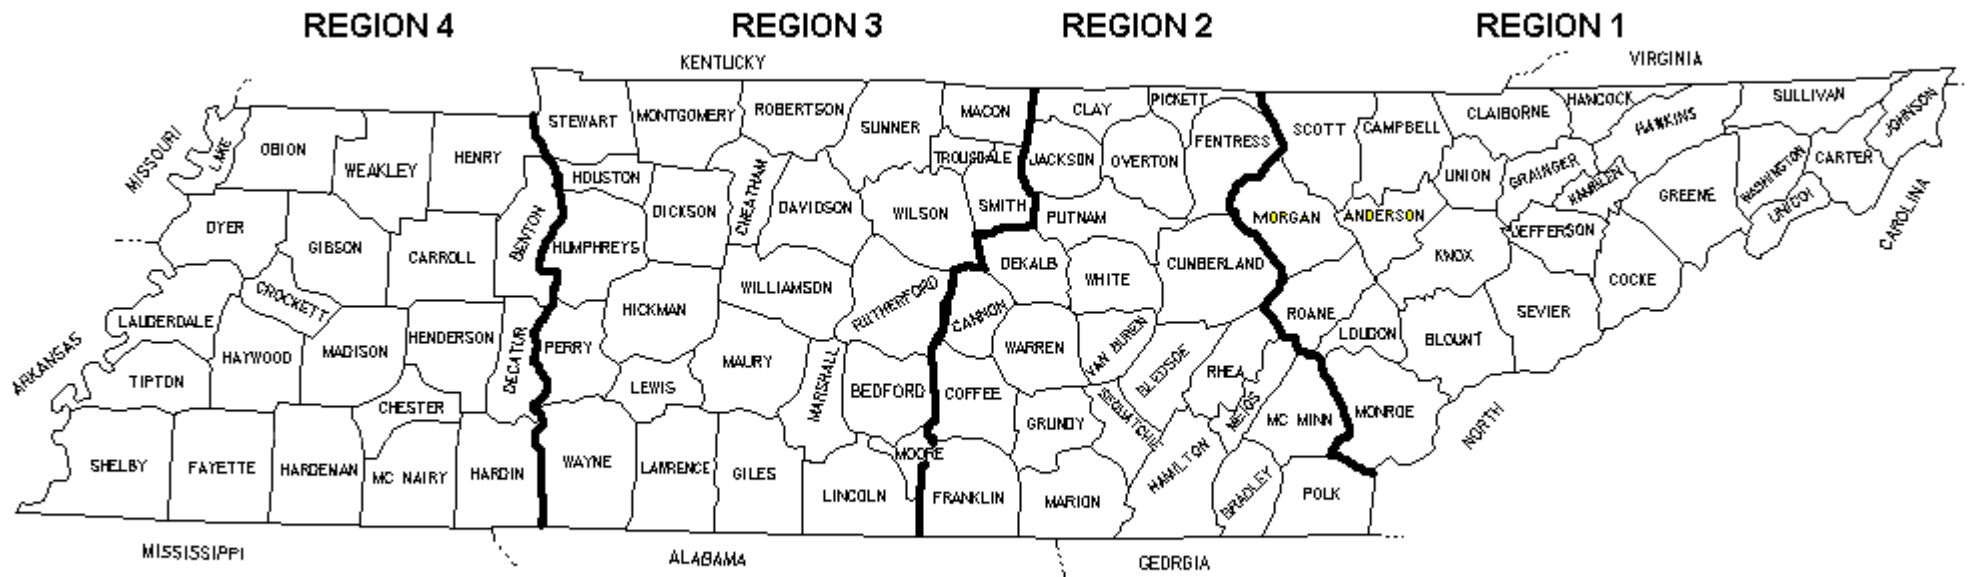 REGION 4 REGION 3 REGION 2 REGION 1
KENTUCKY VIRGINIA
MISSOURI
ARKANSAS
MISSISSIPPI
ALABAMA
GEORGIA
NORTH
CAROLINA
LAKE
OBION
WEAKLEY
HENRY
DYER
GIBSON
CARROLL
BENTON
CROCKETT
LAUDERDALE
HAYWOOD
MADISON
HENDERSON
DECATUR
TIPTON
CHESTER
SHELBY
FAYETTE
HARDEMAN
MC NAIRY
HARDIN
STEWART
MONTGOMERY
ROBERTSON
SUMNER
MACON
TROUSDALE
HOUSTON
DICKSON
CHEATHAM
DAVIDSON
WILSON
SMITH
HUMPHREYS
HICKMAN
WILLIAMSON
RUTHERFORD
PERRY
LEWIS
MAURY
MARSHALL
BEDFORD
WAYNE
LAWRENCE
GILES
LINCOLN
MOORE
CLAY
PICKETT
FENTRESS
JACKSON
OVERTON
PUTNAM
DEKALB
WHITE
CUMBERLAND
CANNON
WARREN
VAN BUREN
BLEDSOE
RHEA
MEIGS
MC MINN
COFFEE
GRUNDY
SEQUATCHIE
FRANKLIN
MARION
HAMILTON
BRADLEY
POLK
SCOTT
CAMPBELL
CLAIBORNE
HANCOCK
HAWKINS
SULLIVAN
JOHNSON
MORGAN
ANDERSON
UNION
GRAINGER
HAMBLEN
GREENE
WASHINGTON
CARTER
UNICOI
KNOX
JEFFERSON
COCKE
SEVIER
ROANE
LOUDON
BLOUNT
MONROE